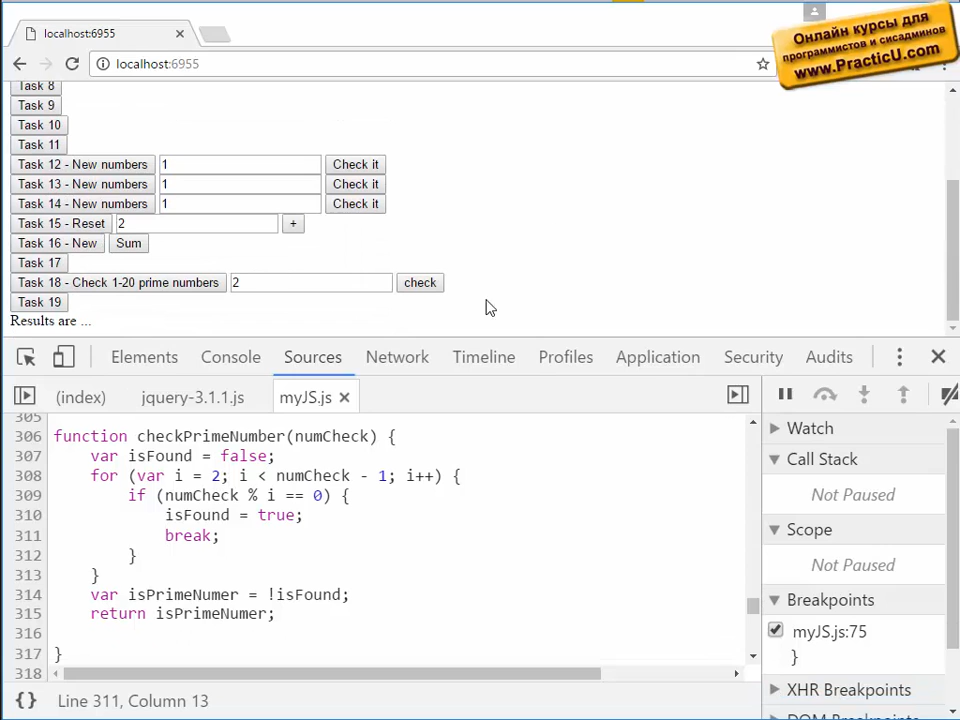 localhost:6955
Онлайн курсы для
программистов и сисадминов
www.PracticU.com
localhost:6955
Task 8
Task 9
Task 10
Task 11
Task 12 - New numbers 1 Check it
Task 13 - New numbers 1 Check it
Task 14 - New numbers 1 Check it
Task 15 - Reset 2 +
Task 16 - New Sum
Task 17
Task 18 - Check 1-20 prime numbers 2 check
Task 19
Results are ...
Elements Console Sources Network Timeline Profiles Application Security Audits
(index) jquery-3.1.1.js myJS.js
305
306 function checkPrimeNumber(numCheck) {
307 var isFound = false;
308 for (var i = 2; i < numCheck - 1; i++) {
309 if (numCheck % i == 0) {
310 isFound = true;
311 break;
312 }
313 }
314 var isPrimeNumer = !isFound;
315 return isPrimeNumer;
316
317 }
318
{} Line 311, Column 13
Watch
Call Stack
Not Paused
Scope
Not Paused
Breakpoints
myJS.js:75
}
XHR Breakpoints
DOM Breakpoints